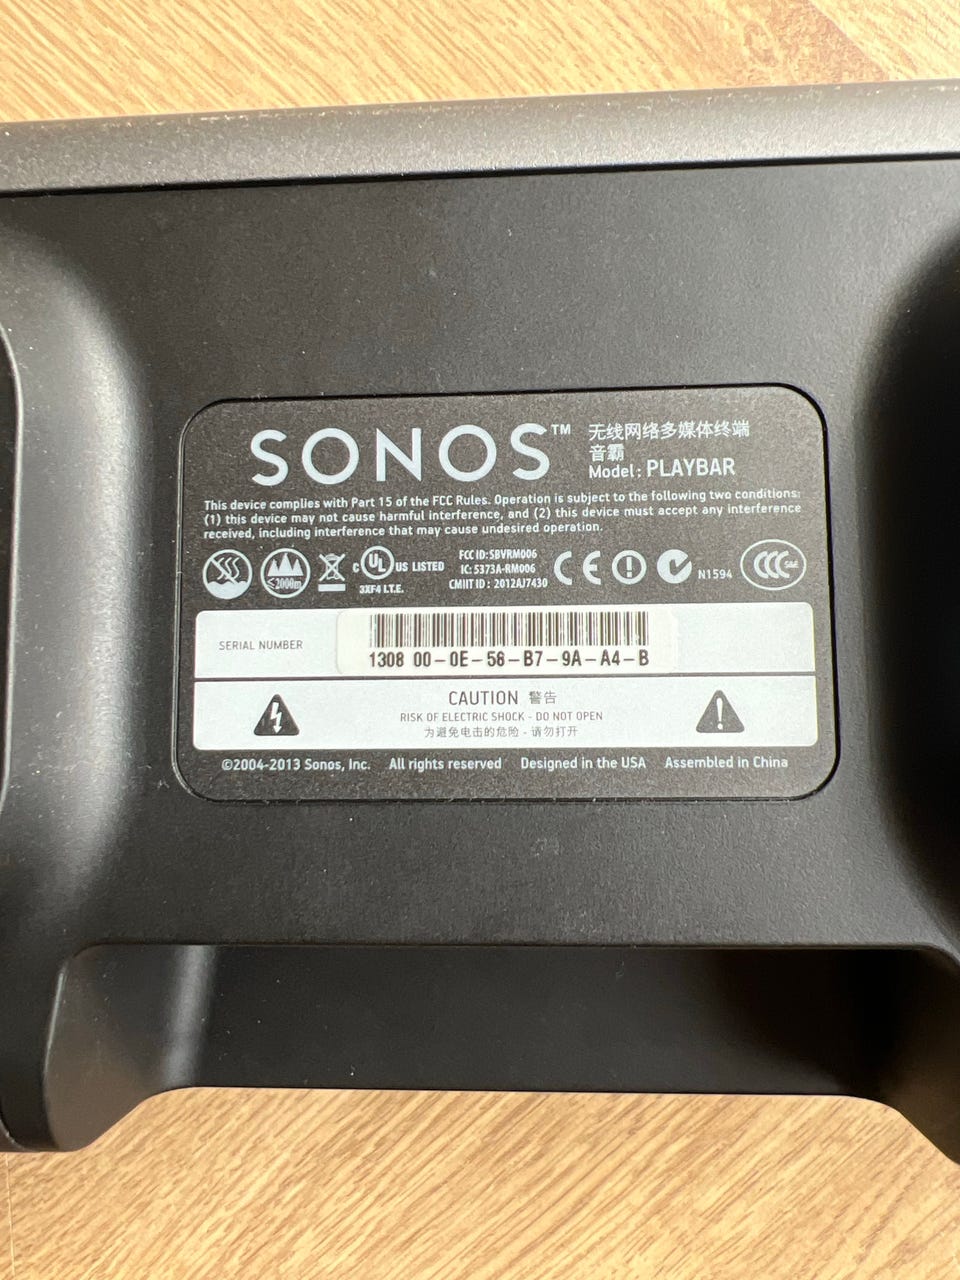 SONOS™
无线网络多媒体终端
音霸
Model: PLAYBAR
This device complies with Part 15 of the FCC Rules. Operation is subject to the following two conditions:
(1) this device may not cause harmful interference, and (2) this device must accept any interference
received, including interference that may cause undesired operation.
≤2000m
C UL US LISTED
3XF4 I.T.E.
FCC ID: SBVRM006
IC: 5373A-RM006
CMIIT ID: 2012AJ7430
CE
N1594
CCC S&E
SERIAL NUMBER
1308 00-0E-58-B7-9A-A4-B
CAUTION 警告
RISK OF ELECTRIC SHOCK - DO NOT OPEN
为避免电击的危险 - 请勿打开
©2004-2013 Sonos, Inc. All rights reserved Designed in the USA Assembled in China